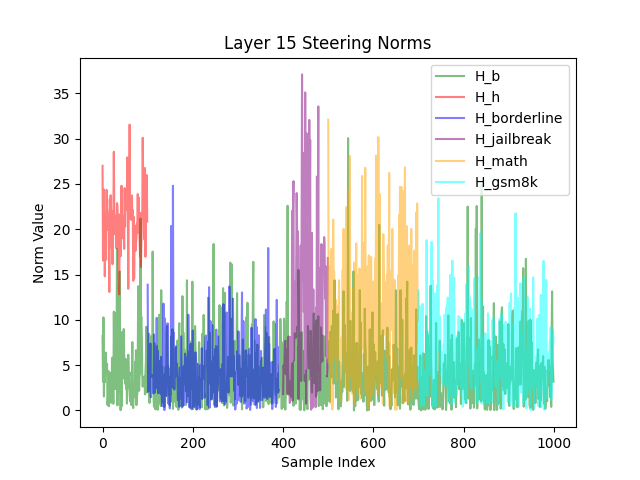 Layer 15 Steering Norms
Norm Value
35
30
25
20
15
10
5
0
H_b
H_h
H_borderline
H_jailbreak
H_math
H_gsm8k
0
200
400
600
800
1000
Sample Index